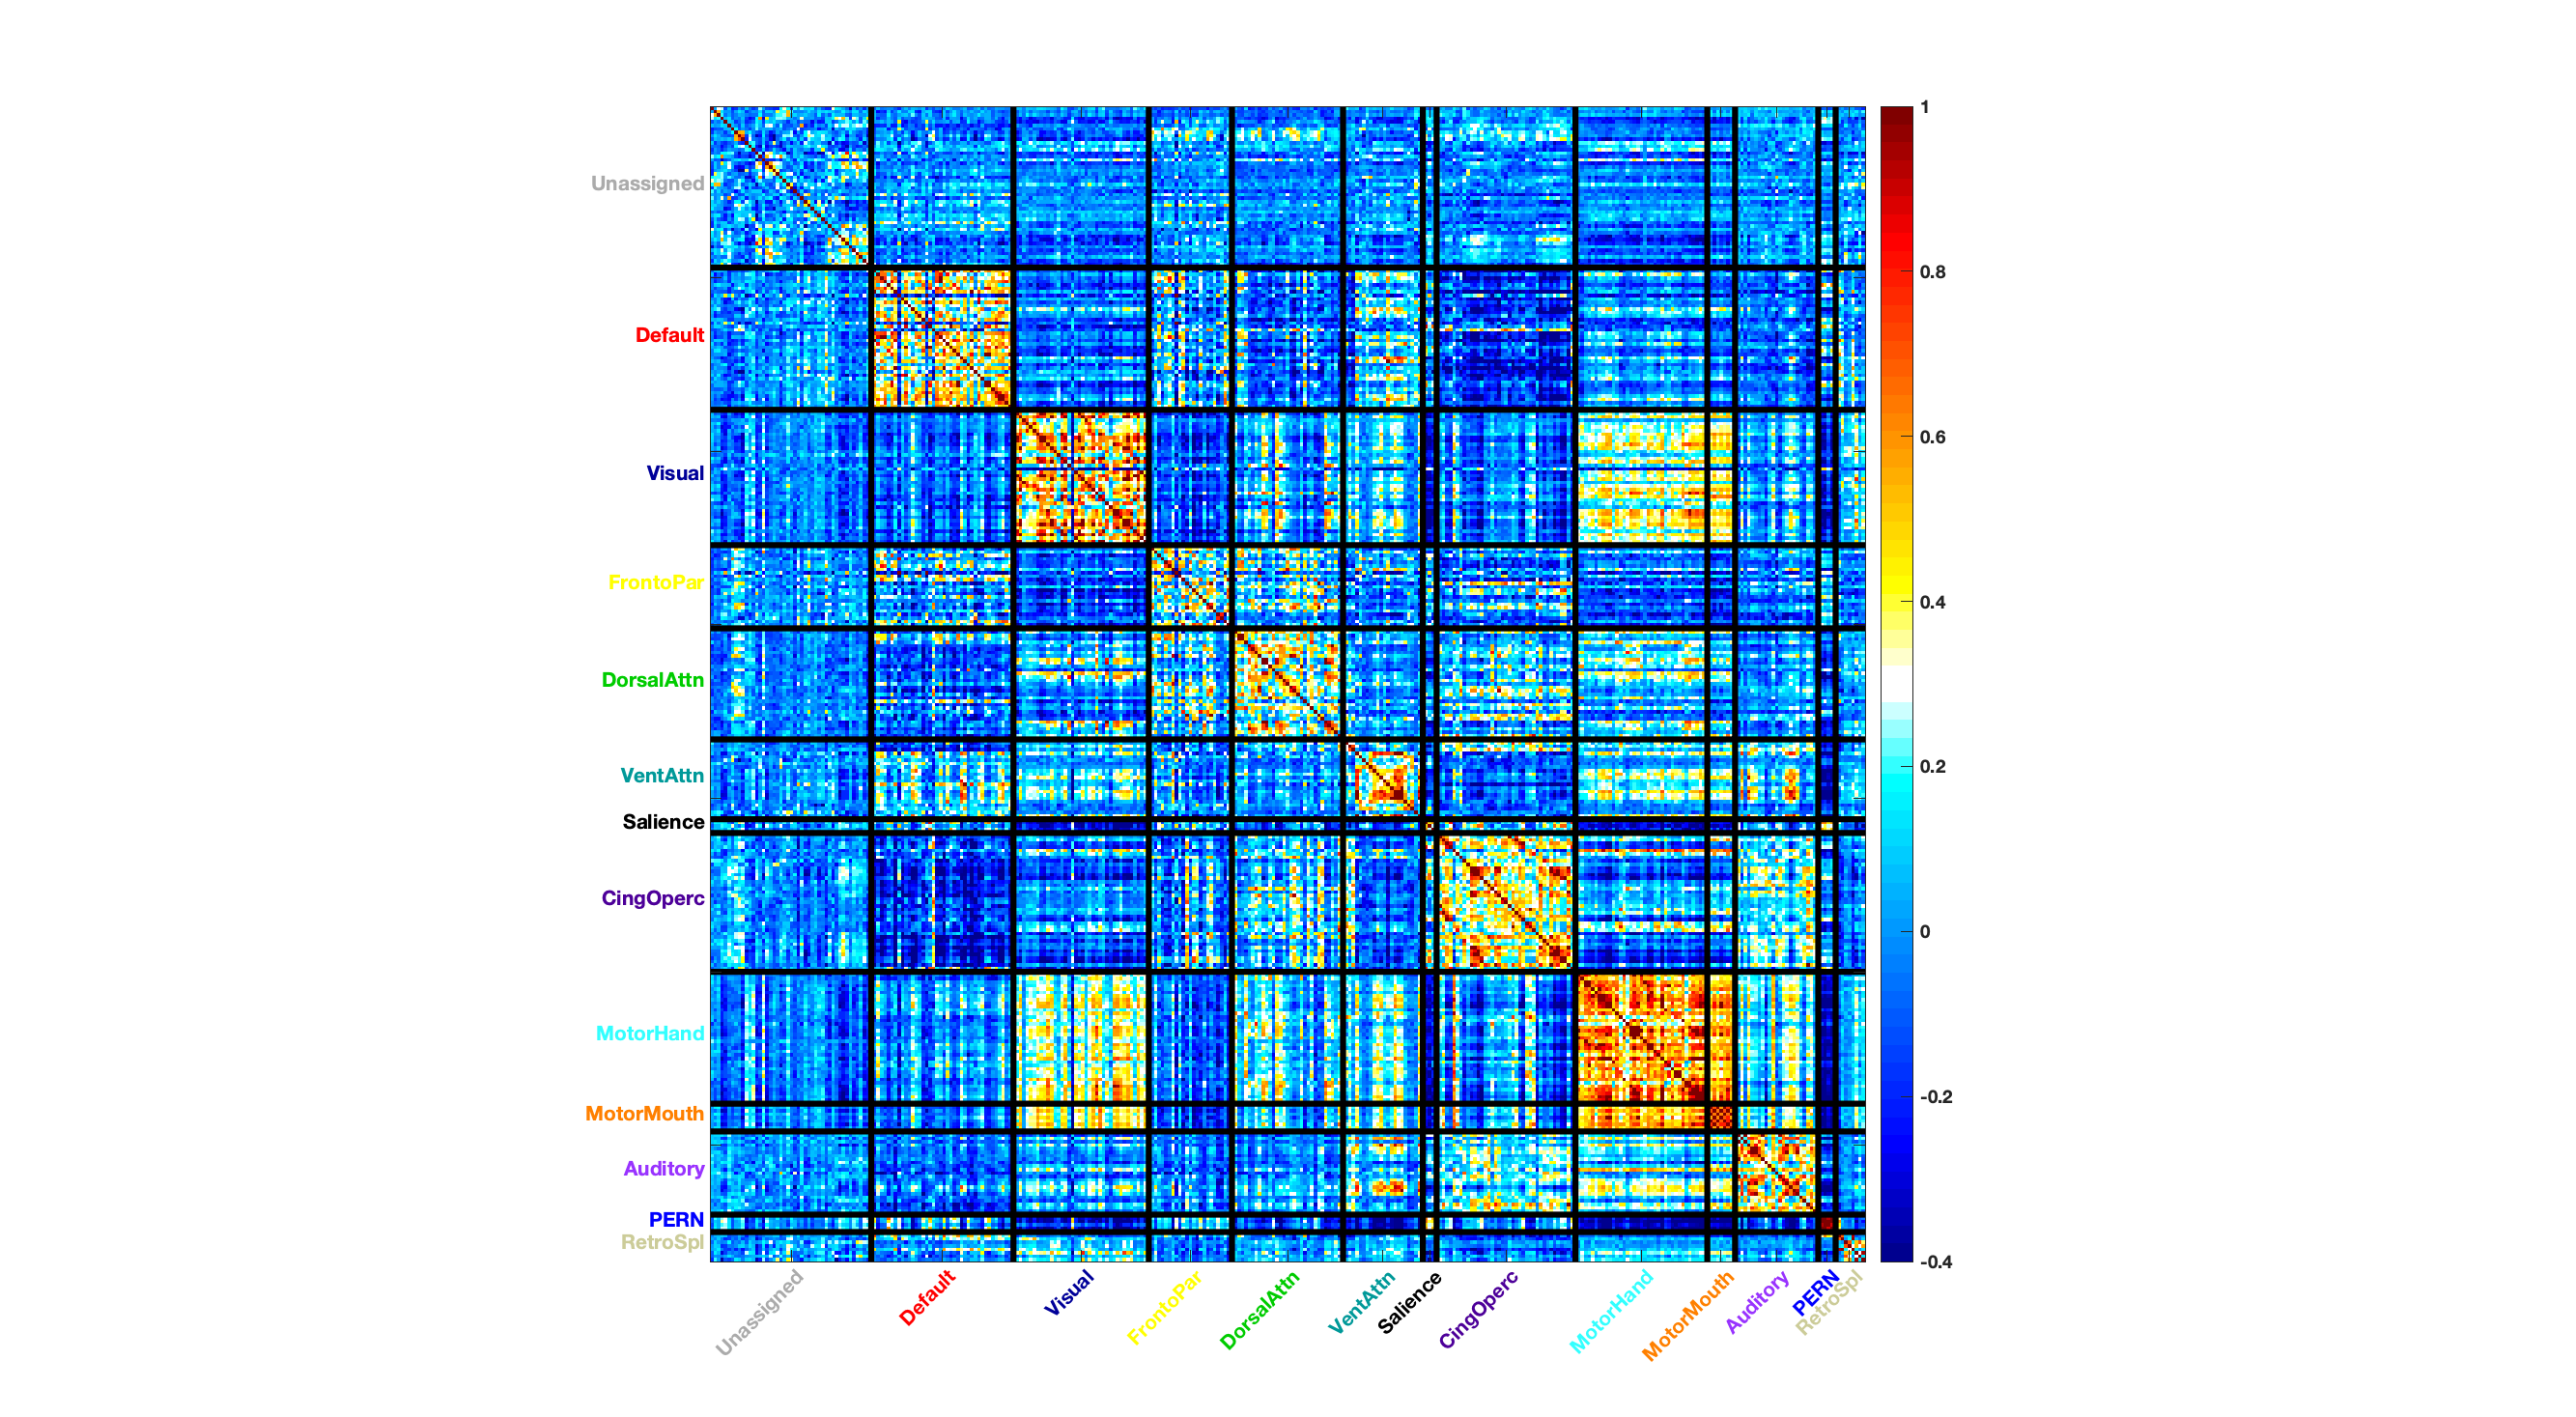 Unassigned
Default
Visual
FrontoPar
DorsalAttn
VentAttn
Salience
CingOperc
MotorHand
MotorMouth
Auditory
PERN
RetroSpl
Unassigned
Default
Visual
FrontoPar
DorsalAttn
VentAttn
Salience
CingOperc
MotorHand
MotorMouth
Auditory
PERN
RetroSpl
1
0.8
0.6
0.4
0.2
0
-0.2
-0.4